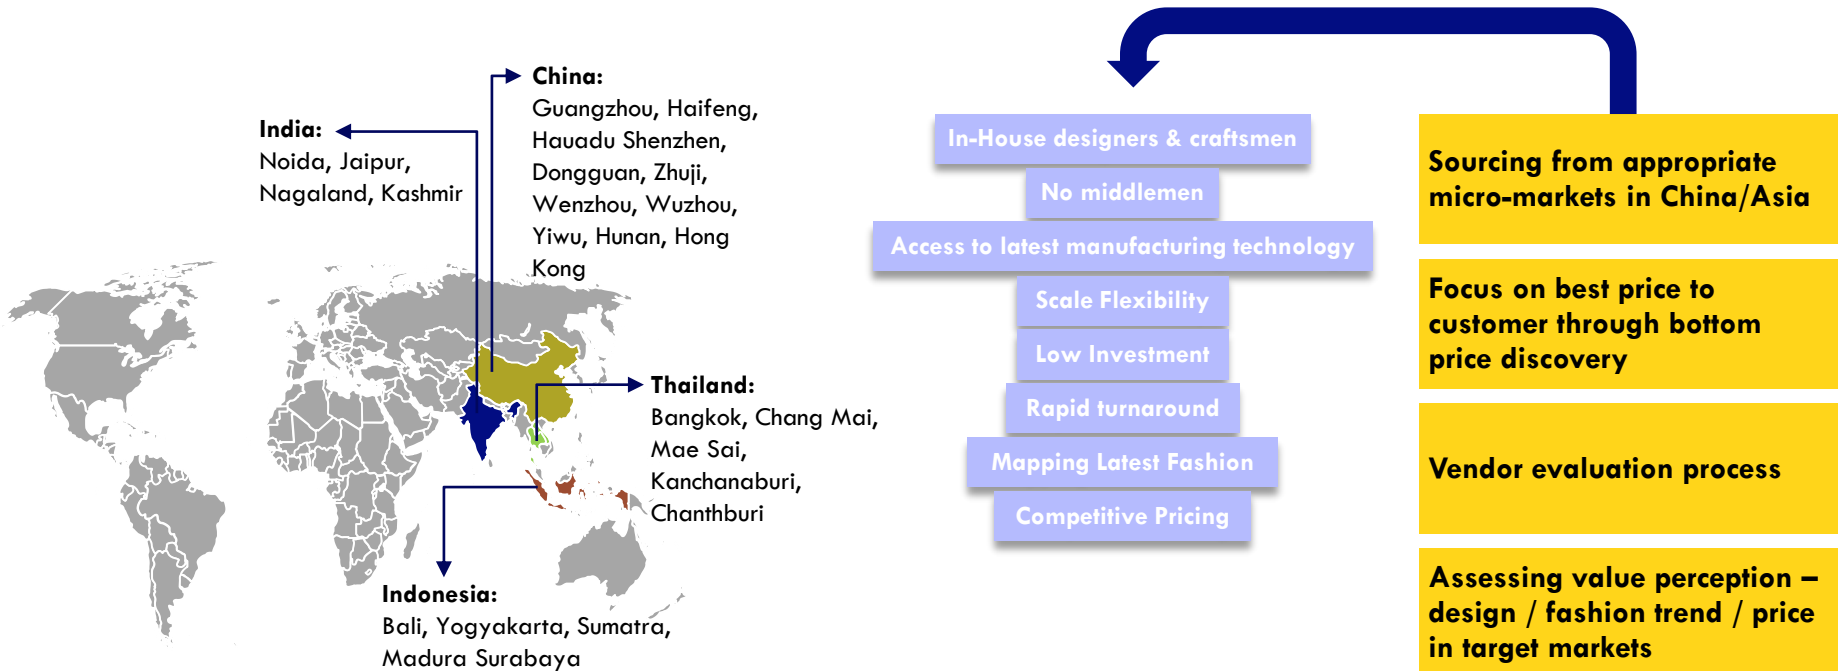 China:
Guangzhou, Haifeng,
Hauadu Shenzhen,
Dongguan, Zhuji,
Wenzhou, Wuzhou,
Yiwu, Hunan, Hong
Kong
India:
Noida, Jaipur,
Nagaland, Kashmir
Thailand:
Bangkok, Chang Mai,
Mae Sai,
Kanchanaburi,
Chanthburi
Indonesia:
Bali, Yogyakarta, Sumatra,
Madura Surabaya
In-House designers & craftsmen
No middlemen
Access to latest manufacturing technology
Scale Flexibility
Low Investment
Rapid turnaround
Mapping Latest Fashion
Competitive Pricing
Sourcing from appropriate
micro-markets in China/Asia
Focus on best price to
customer through bottom
price discovery
Vendor evaluation process
Assessing value perception –
design / fashion trend / price
in target markets